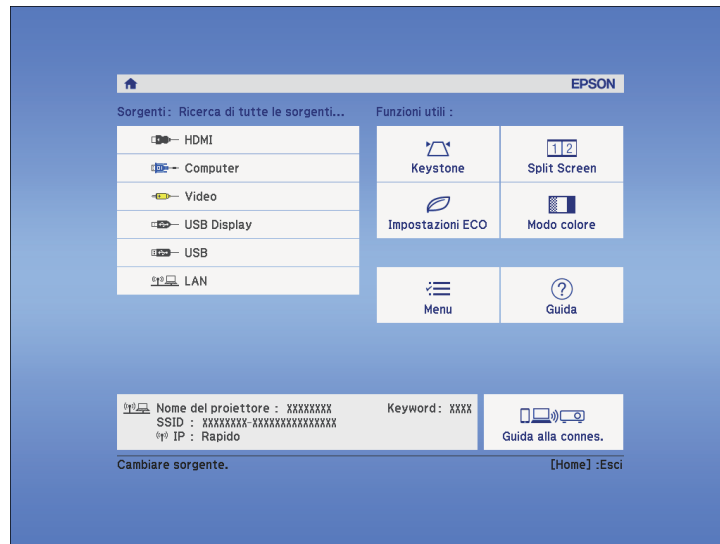 EPSON
Sorgenti: Ricerca di tutte le sorgenti...
Funzioni utili :
HDMI
Computer
Video
USB Display
USB
LAN
Keystone
1 2
Split Screen
Impostazioni ECO
Modo colore
Menu
?
Guida
Nome del proiettore : XXXXXXXX
Keyword: XXXX
SSID : XXXXXXXX-XXXXXXXXXXXXXXX
IP : Rapido
Guida alla connes.
Cambiare sorgente.
[Home] :Esci